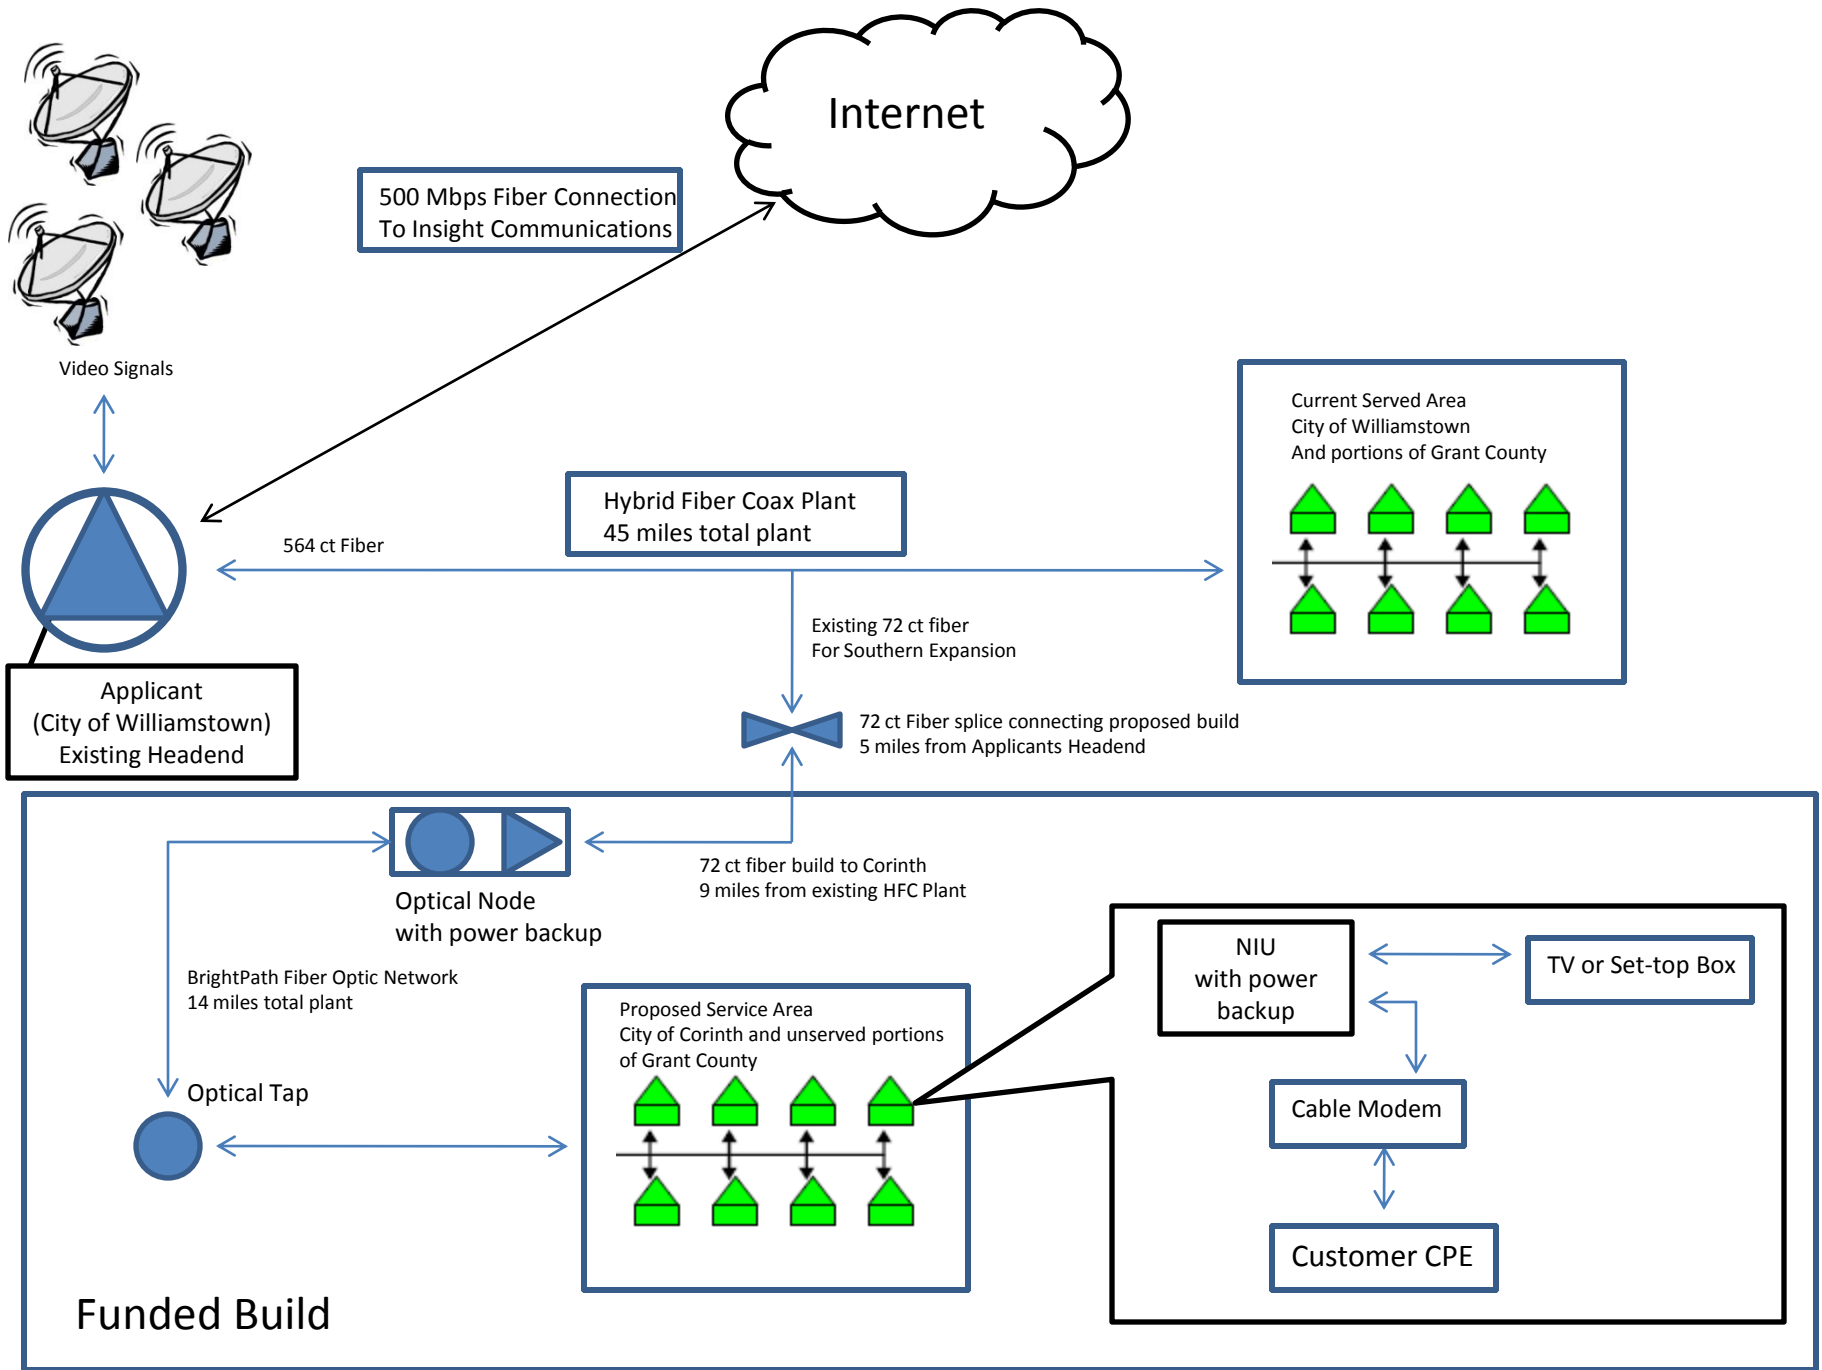 Internet
500 Mbps Fiber Connection
To Insight Communications
Video Signals
Current Served Area
City of Williamstown
And portions of Grant County
Hybrid Fiber Coax Plant
45 miles total plant
564 ct Fiber
Existing 72 ct fiber
For Southern Expansion
Applicant
(City of Williamstown)
Existing Headend
72 ct Fiber splice connecting proposed build
5 miles from Applicants Headend
72 ct fiber build to Corinth
9 miles from existing HFC Plant
Optical Node
with power backup
BrightPath Fiber Optic Network
14 miles total plant
Optical Tap
Proposed Service Area
City of Corinth and unserved portions
of Grant County
NIU
with power
backup
TV or Set-top Box
Cable Modem
Customer CPE
Funded Build